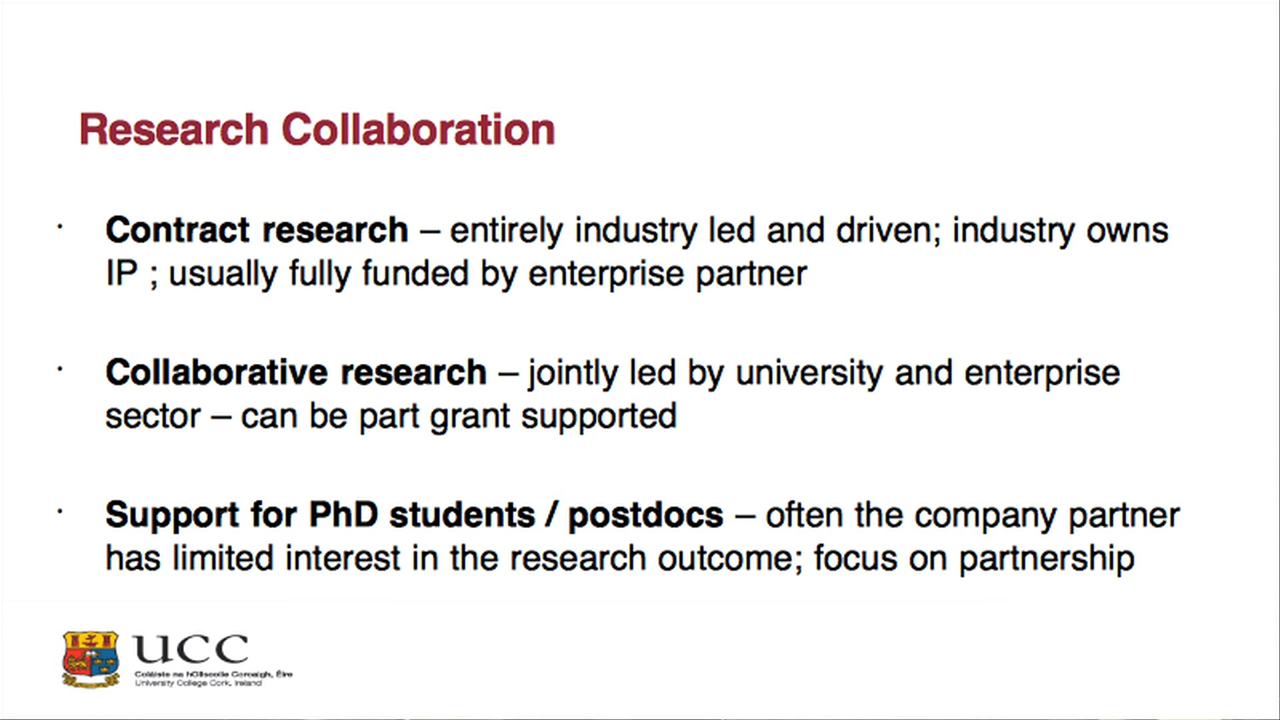 Research Collaboration
· Contract research – entirely industry led and driven; industry owns
IP ; usually fully funded by enterprise partner
· Collaborative research – jointly led by university and enterprise
sector – can be part grant supported
· Support for PhD students / postdocs – often the company partner
has limited interest in the research outcome; focus on partnership
UCC
Coláiste na hOllscoile Corcaigh, Éire
University College Cork, Ireland